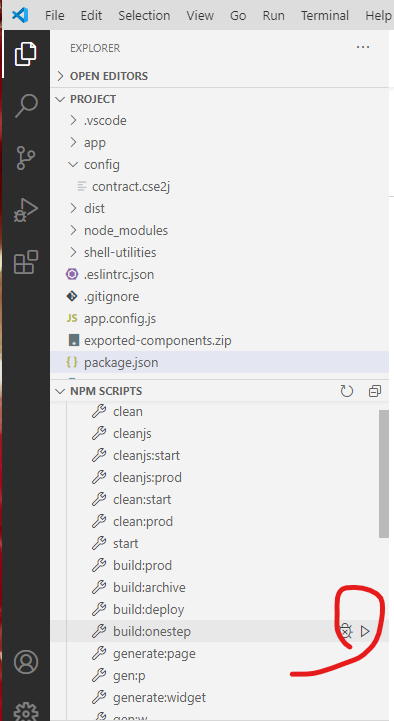 File Edit Selection View Go Run Terminal Help
EXPLORER
OPEN EDITORS
PROJECT
.vscode
app
config
contract.cse2j
dist
node_modules
shell-utilities
.eslintrc.json
.gitignore
JS app.config.js
exported-components.zip
{ } package.json
NPM SCRIPTS
clean
cleanjs
cleanjs:start
cleanjs:prod
clean:start
clean:prod
start
build:prod
build:archive
build:deploy
build:onestep
generate:page
gen:p
generate:widget
gen:w